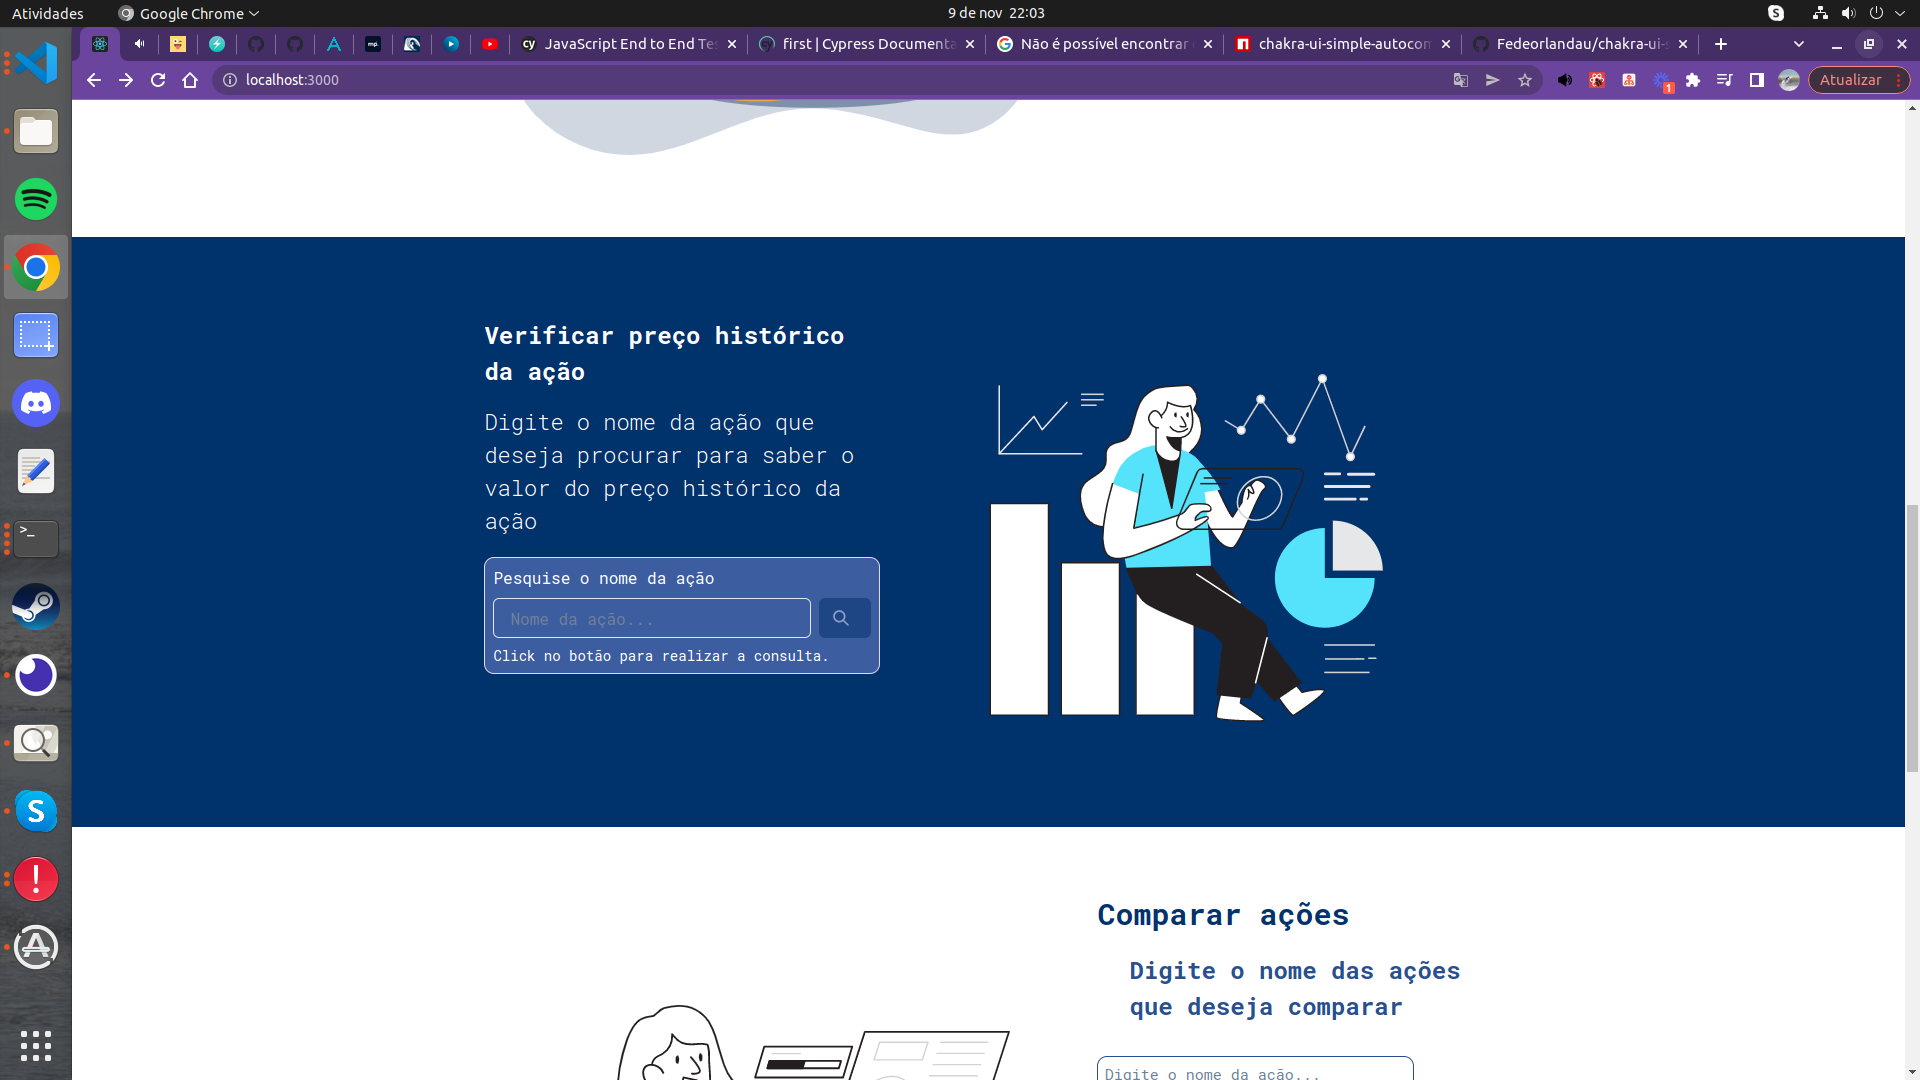 Atividades
Google Chrome
9 de nov 22:03
JavaScript End to End Tes
first | Cypress Documenta
Não é possível encontrar
chakra-ui-simple-autocom
Fedeorlandau/chakra-ui-s
localhost:3000
1
Atualizar
Verificar preço histórico
da ação
Digite o nome da ação que
deseja procurar para saber o
valor do preço histórico da
ação
Pesquise o nome da ação
Nome da ação...
Click no botão para realizar a consulta.
Comparar ações
Digite o nome das ações
que deseja comparar
Digite o nome da ação...